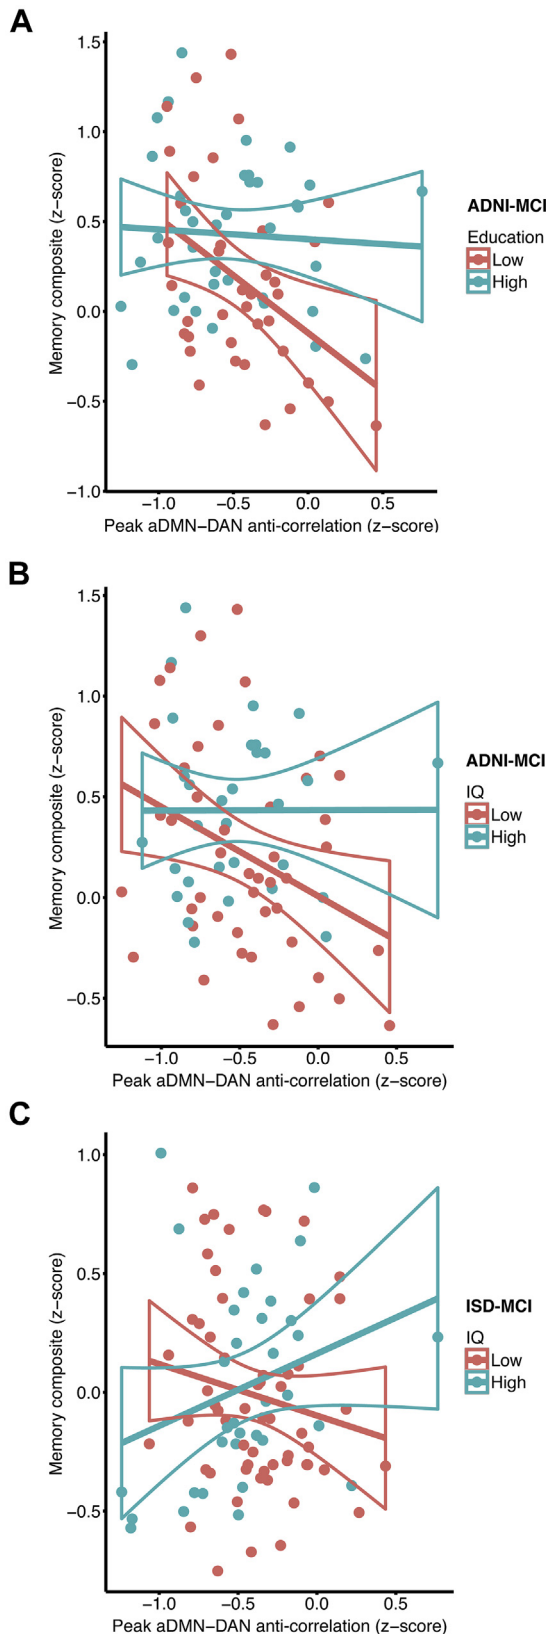 A
1.5
1.0
0.5
0.0
−0.5
−1.0
Memory composite (z−score)
−1.0 −0.5 0.0 0.5
Peak aDMN−DAN anti−correlation (z−score)
ADNI-MCI
Education
Low
High
B
1.5
1.0
0.5
0.0
−0.5
Memory composite (z−score)
−1.0 −0.5 0.0 0.5
Peak aDMN−DAN anti−correlation (z−score)
ADNI-MCI
IQ
Low
High
C
1.0
0.5
0.0
−0.5
Memory composite (z−score)
−1.0 −0.5 0.0 0.5
Peak aDMN−DAN anti−correlation (z−score)
ISD-MCI
IQ
Low
High